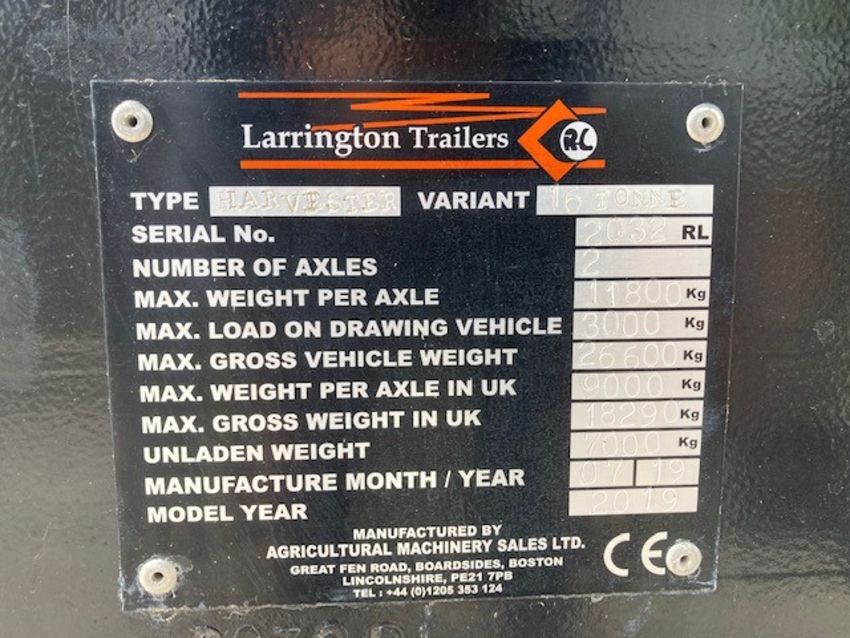 Larrington Trailers RL
TYPE HARVESTER VARIANT 16 TONNE
SERIAL No. 2032 RL
NUMBER OF AXLES 2
MAX. WEIGHT PER AXLE 11800 Kg
MAX. LOAD ON DRAWING VEHICLE 3000 Kg
MAX. GROSS VEHICLE WEIGHT 26600 Kg
MAX. WEIGHT PER AXLE IN UK 9000 Kg
MAX. GROSS WEIGHT IN UK 18290 Kg
UNLADEN WEIGHT 7000 Kg
MANUFACTURE MONTH / YEAR 07 19
MODEL YEAR 2019
MANUFACTURED BY
AGRICULTURAL MACHINERY SALES LTD.
GREAT FEN ROAD, BOARDSIDES, BOSTON
LINCOLNSHIRE, PE21 7PB
TEL : +44 (0)1205 353 124
CE